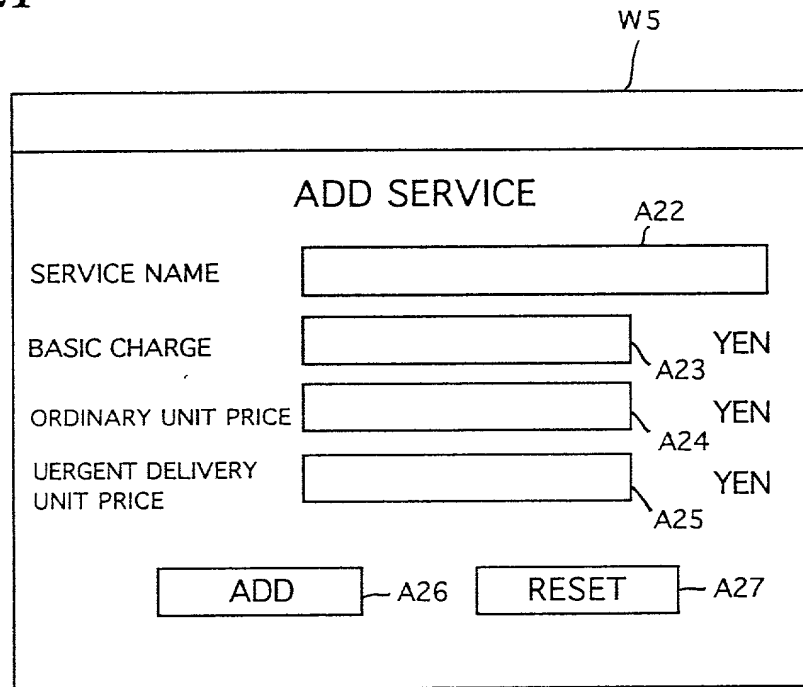 W5
ADD SERVICE
A22
SERVICE NAME
BASIC CHARGE
YEN
A23
ORDINARY UNIT PRICE
YEN
A24
UERGENT DELIVERY
UNIT PRICE
YEN
A25
ADD
A26
RESET
A27